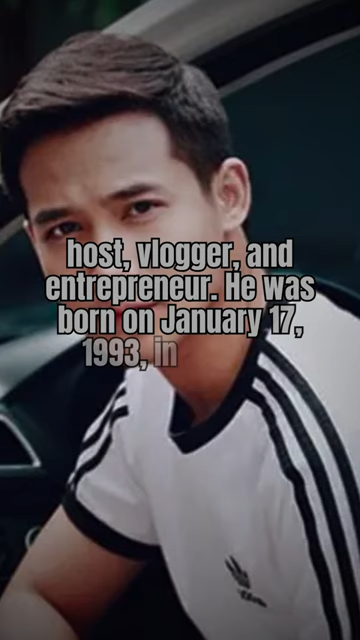 host, vlogger, and
entrepreneur. He was
born on January 17,
1993, in